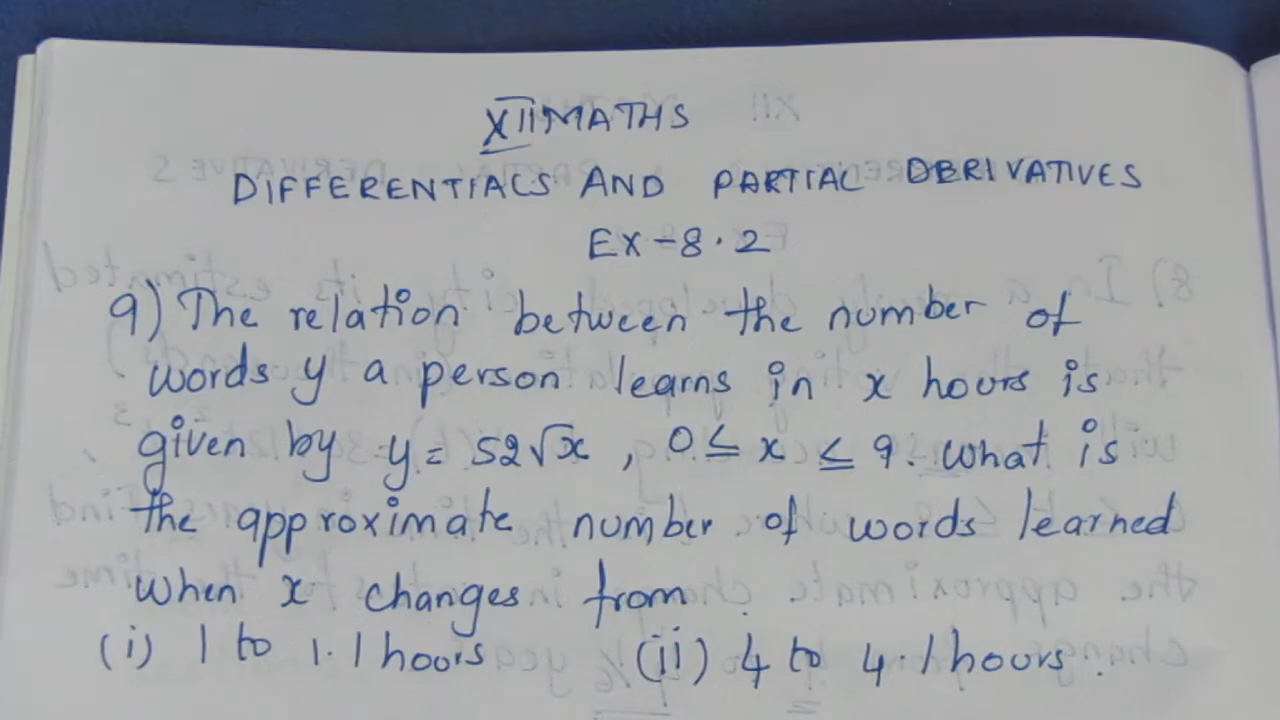 XII MATHS
DIFFERENTIALS AND PARTIAL DERIVATIVES
EX-8.2
9) The relation between the number of
words y a person learns in x hours is
given by y = 52√x , 0 ≤ x ≤ 9. What is
the approximate number of words learned
when x changes from
(i) 1 to 1.1 hours (ii) 4 to 4.1 hours.